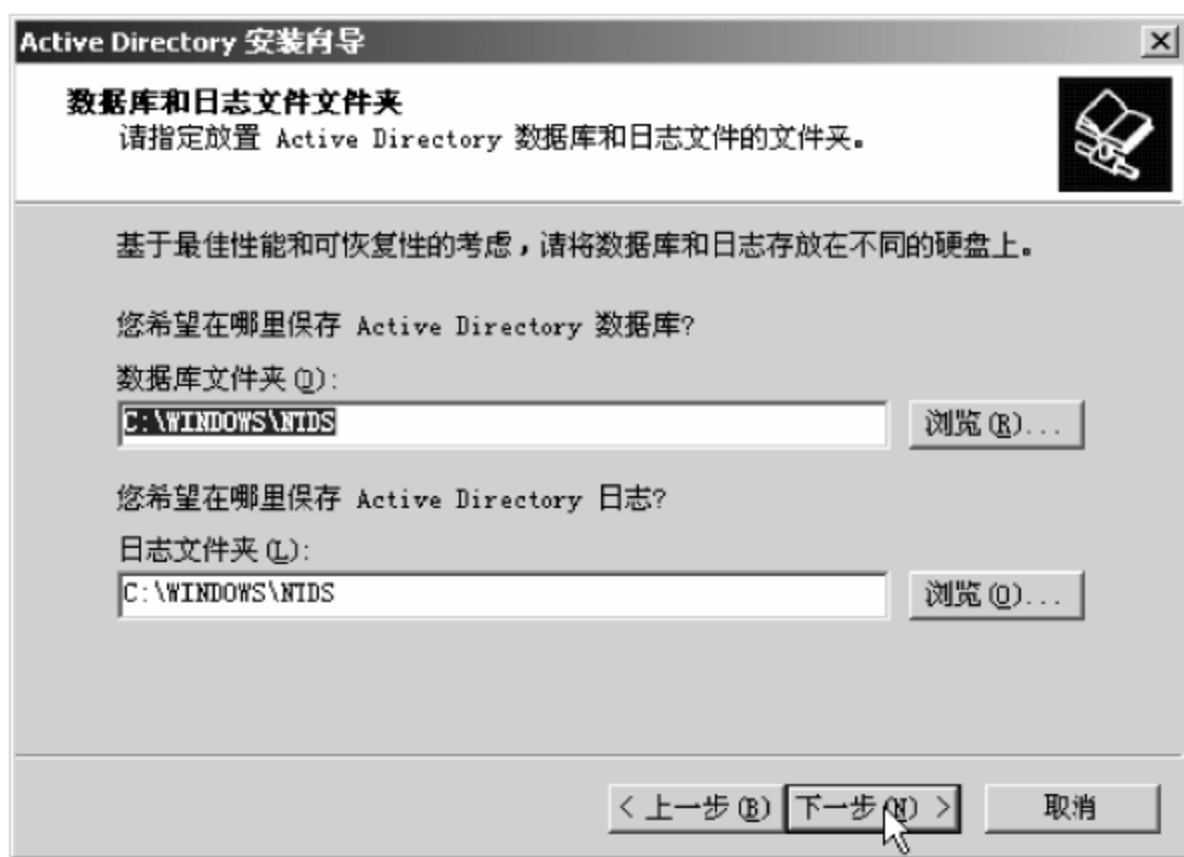 Active Directory 安装向导
数据库和日志文件文件夹
请指定放置 Active Directory 数据库和日志文件的文件夹。
基于最佳性能和可恢复性的考虑，请将数据库和日志存放在不同的硬盘上。
您希望在哪里保存 Active Directory 数据库?
数据库文件夹(D):
C:\WINDOWS\NTDS
浏览(R)...
您希望在哪里保存 Active Directory 日志?
日志文件夹(L):
C:\WINDOWS\NTDS
浏览(O)...
< 上一步(B)
下一步(N) >
取消